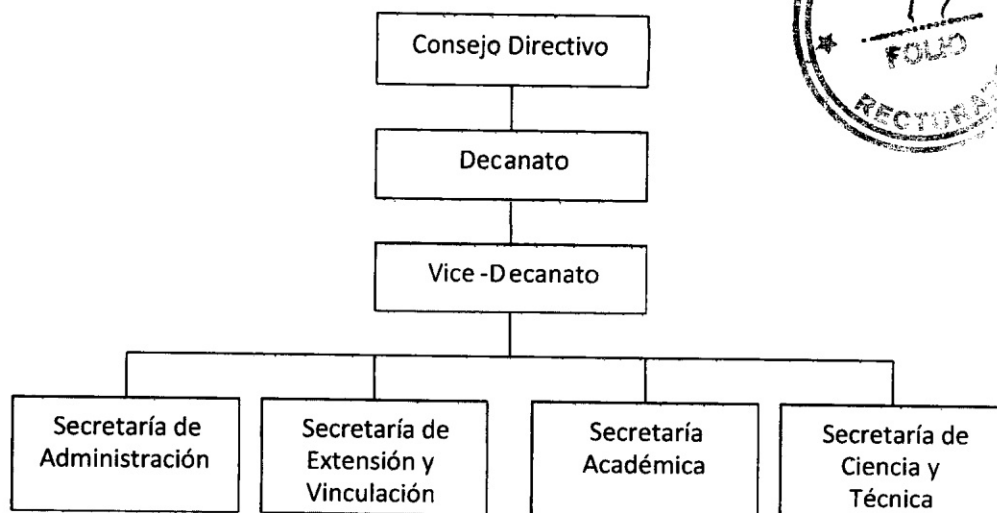 Consejo Directivo
FOLIO
Decanato
Vice -Decanato
Secretaría de
Administración
Secretaría de
Extensión y
Vinculación
Secretaría
Académica
Secretaría de
Ciencia y
Técnica